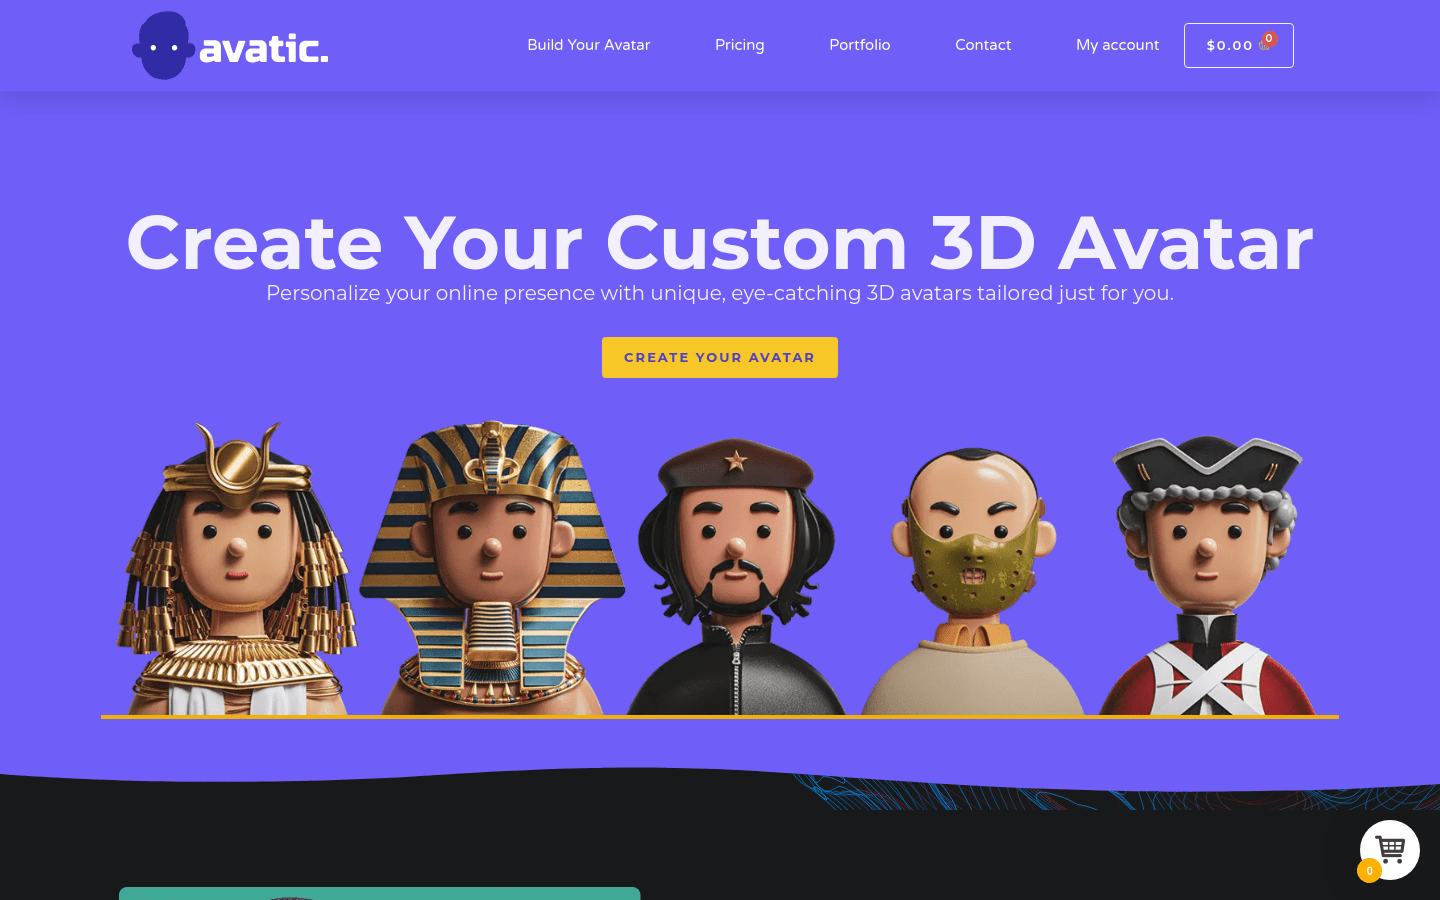 avatic.
Build Your Avatar
Pricing
Portfolio
Contact
My account
$0.00
0
Create Your Custom 3D Avatar
Personalize your online presence with unique, eye-catching 3D avatars tailored just for you.
CREATE YOUR AVATAR
0